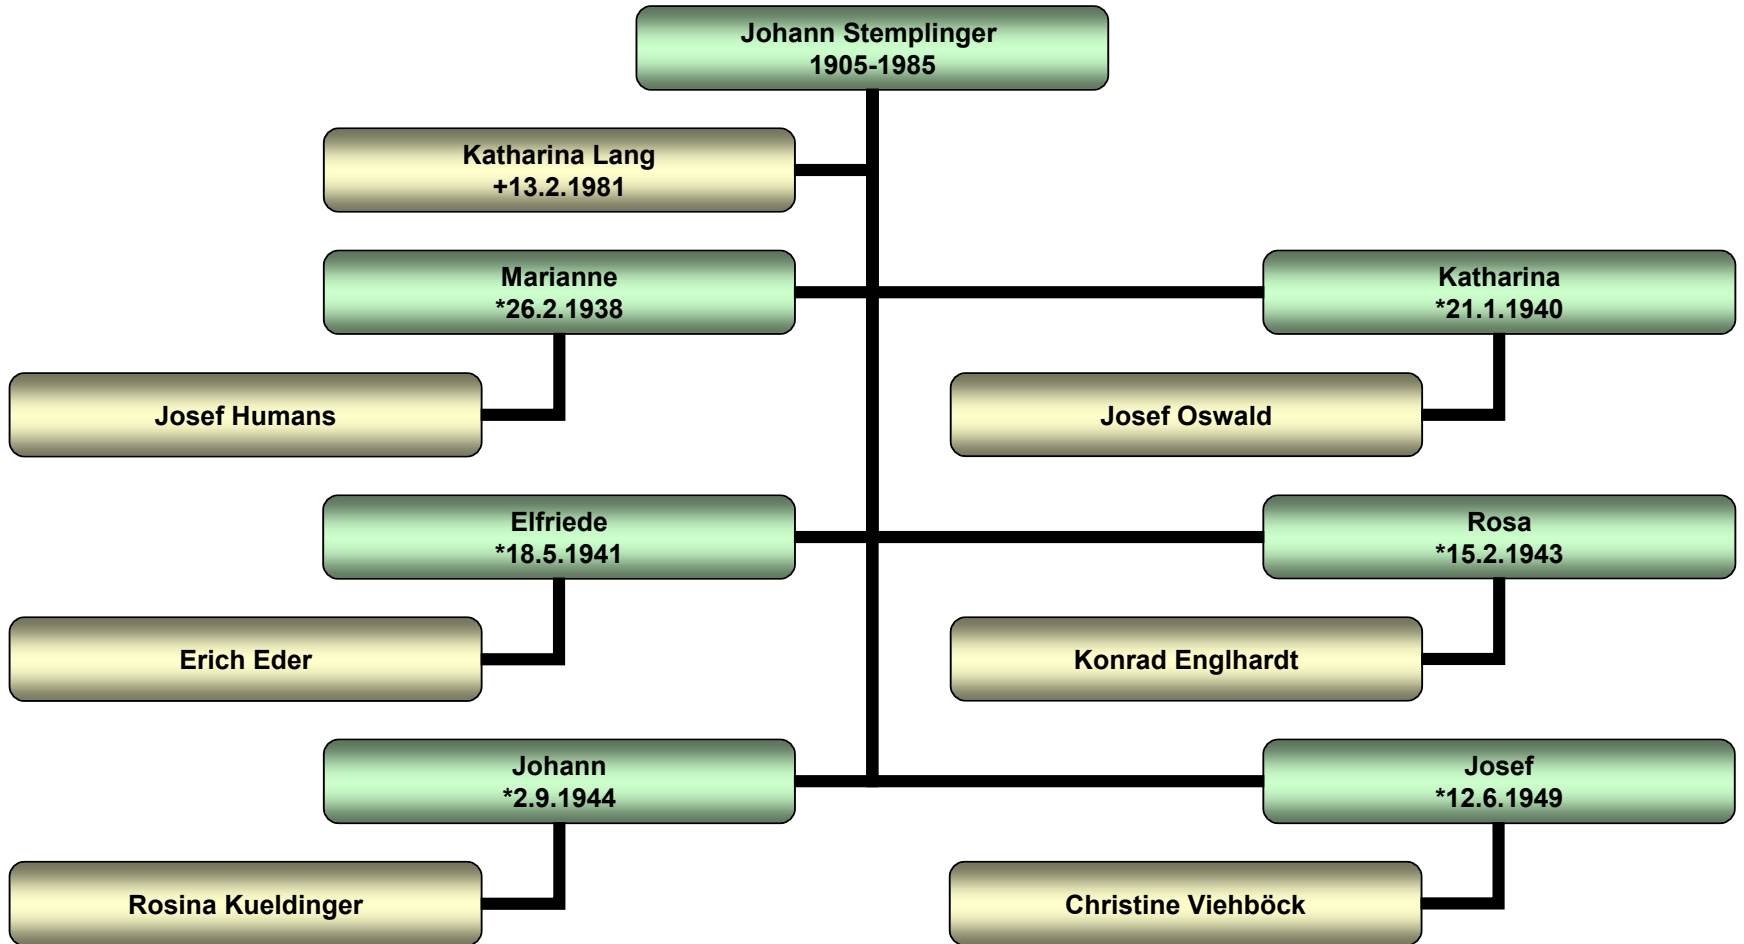 Johann Stemplinger
1905-1985
Katharina Lang
+13.2.1981
Marianne
*26.2.1938
Katharina
*21.1.1940
Josef Humans
Josef Oswald
Elfriede
*18.5.1941
Rosa
*15.2.1943
Erich Eder
Konrad Englhardt
Johann
*2.9.1944
Josef
*12.6.1949
Rosina Kueldinger
Christine Viehböck